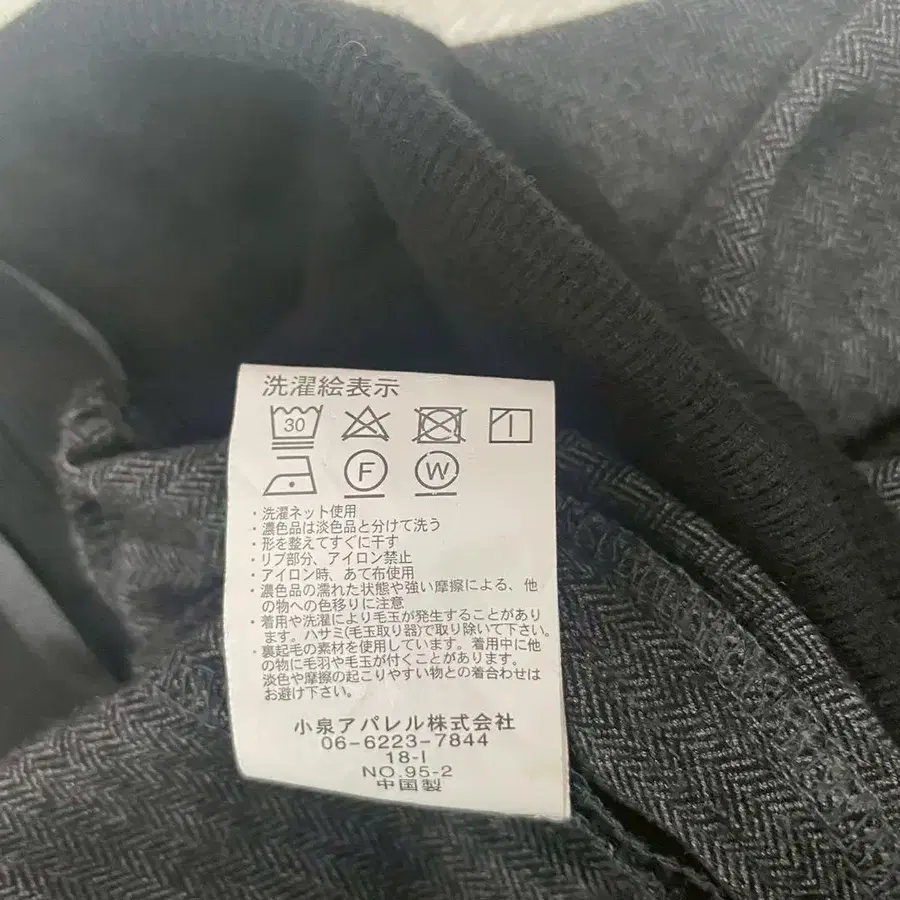 洗濯絵表示
30
F W
・洗濯ネット使用
・濃色品は淡色品と分けて洗う
・形を整えてすぐに干す
・リブ部分、アイロン禁止
・アイロン時、あて布使用
・濃色品の濡れた状態や強い摩擦による、他
の物への色移りに注意
・着用や洗濯により毛玉が発生することがあり
ます。ハサミ(毛玉取り器)で取り除いて下さい。
・裏起毛の素材を使用しています。着用中に他
の物に毛羽や毛玉が付くことがあります。
淡色や摩擦の起こりやすい物との着合わせは
お避け下さい。
小泉アパレル株式会社
06-6223-7844
18-I
NO.95-2
中国製